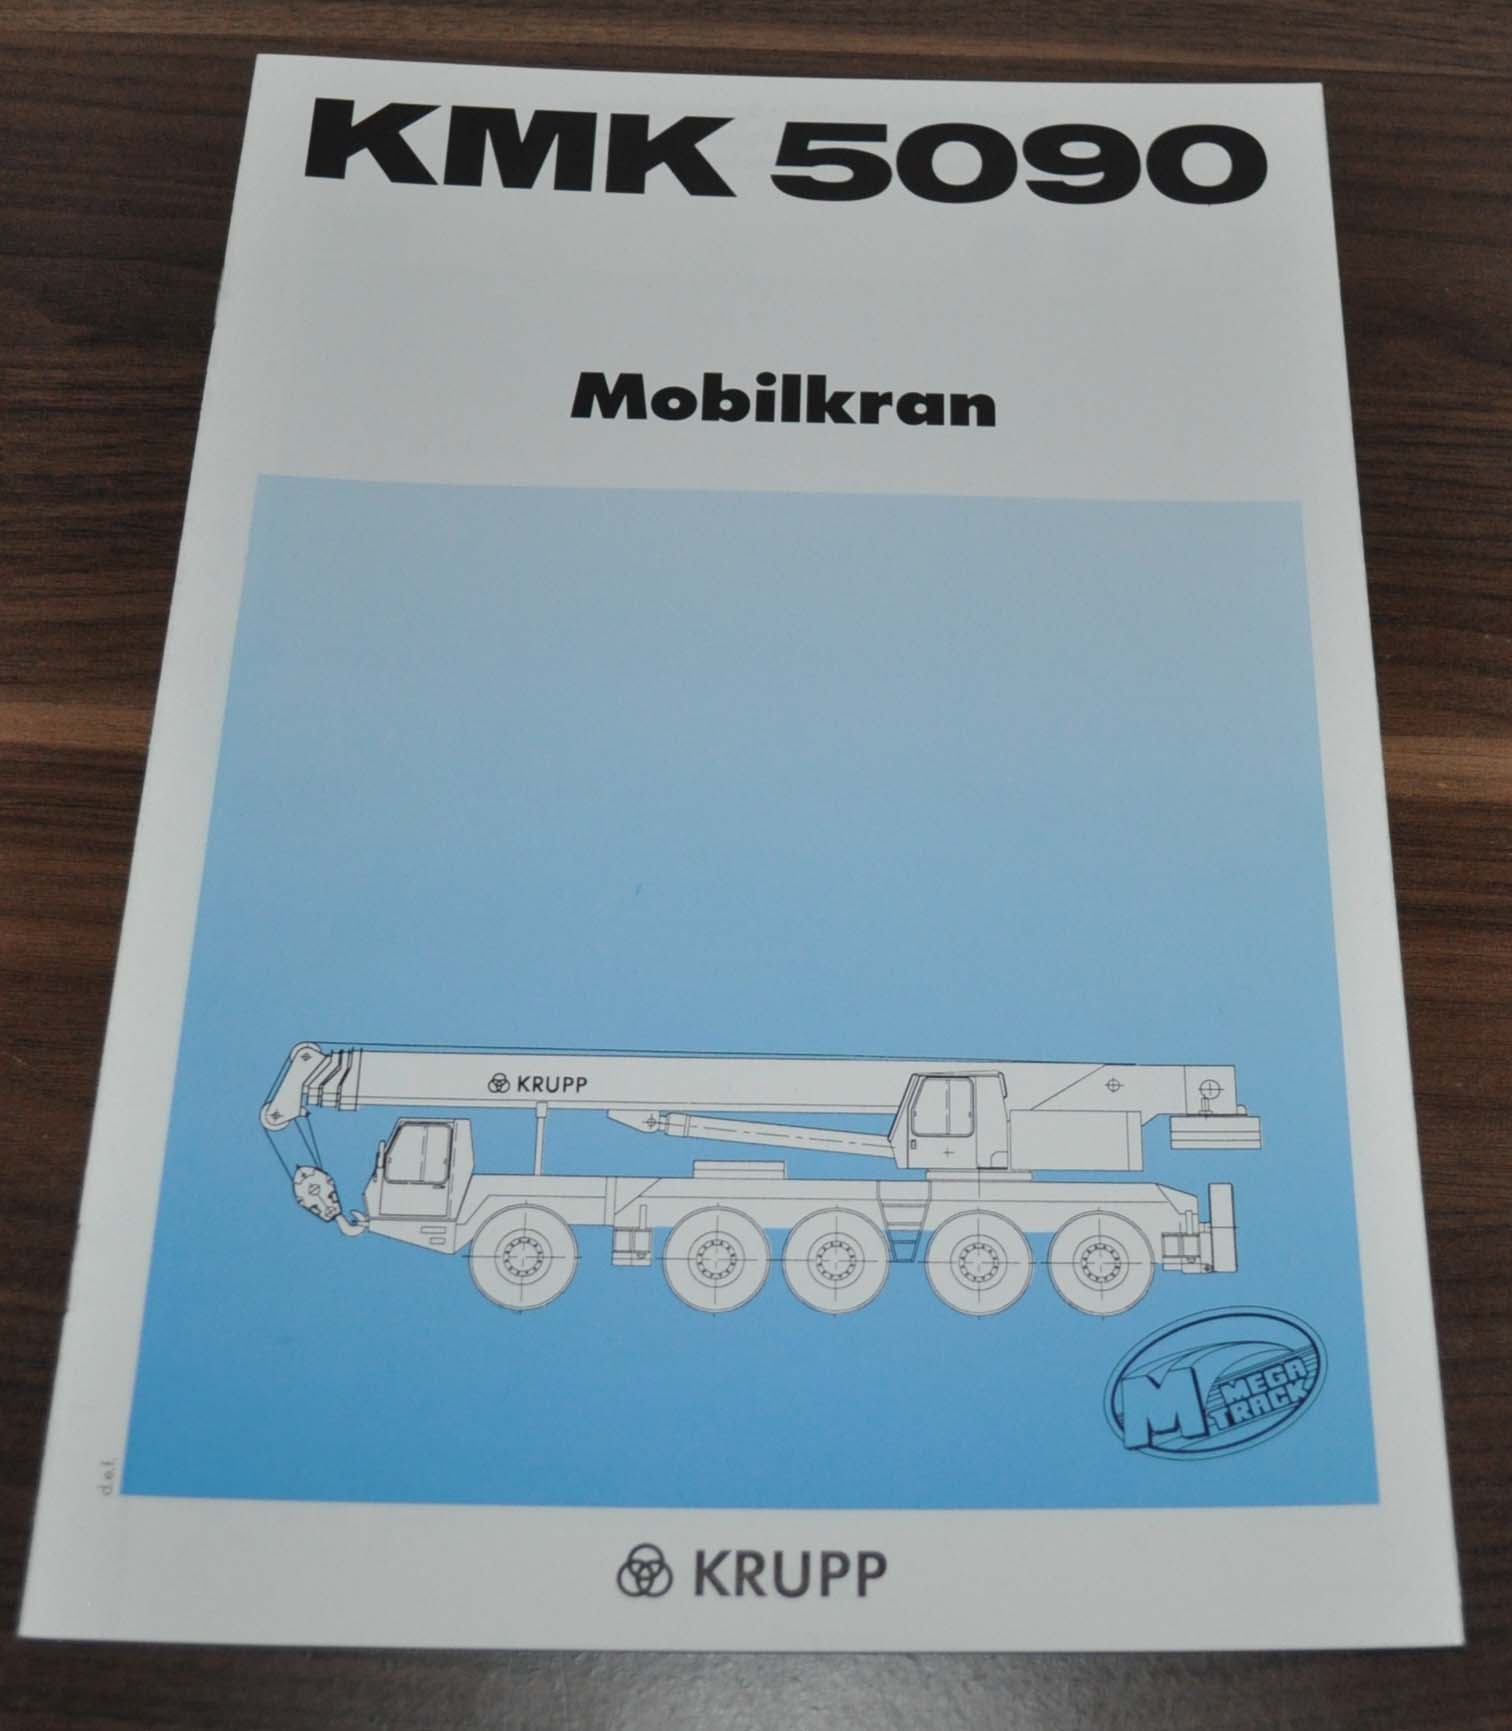 KMK 5090
Mobilkran
KRUPP
M MEGA
TRACK
d.e.f.
KRUPP